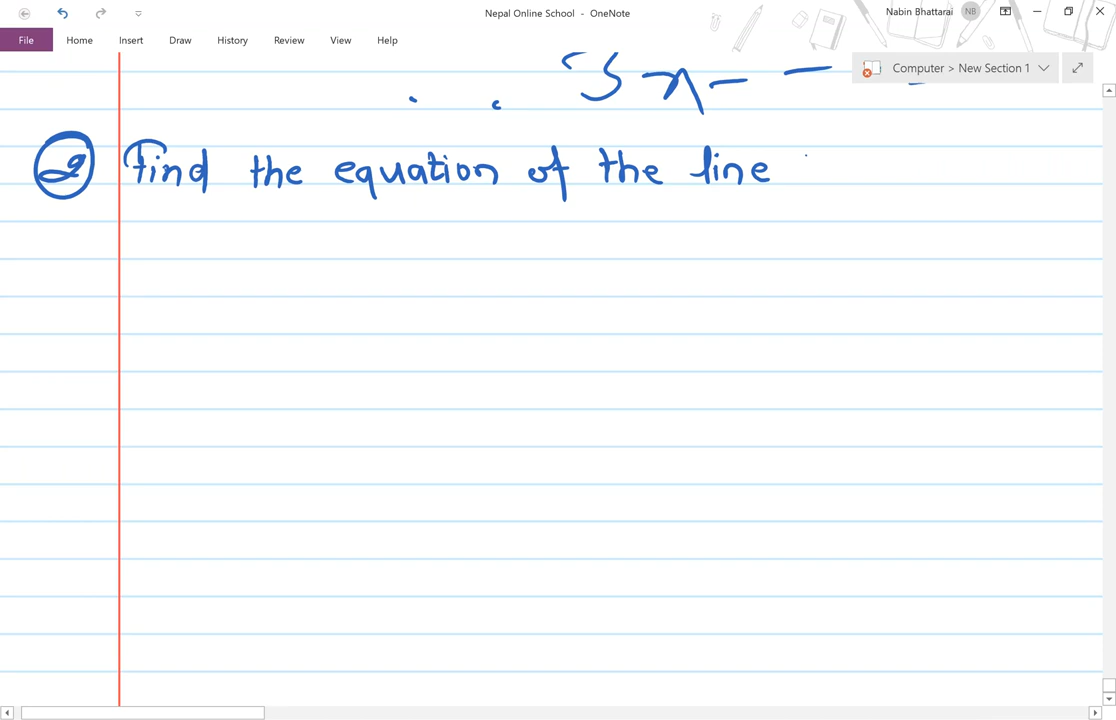 Nepal Online School - OneNote
Nabin Bhattarai NB
File Home Insert Draw History Review View Help
Computer > New Section 1
② Find the equation of the line